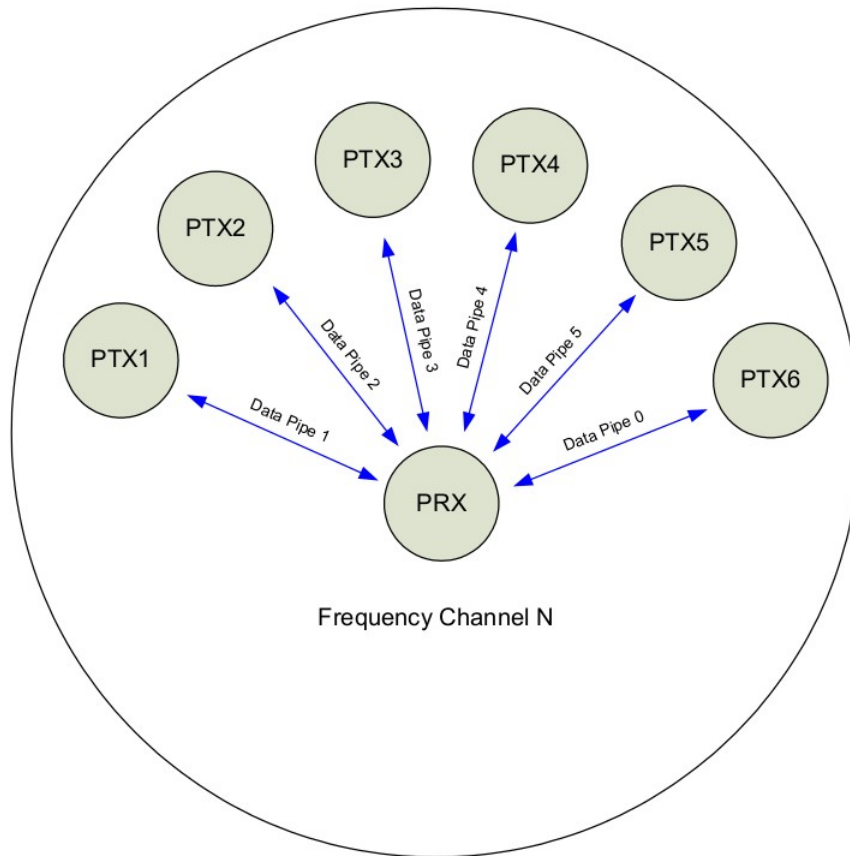 PTX3
PTX4
PTX2
PTX5
PTX1
PTX6
Data Pipe 3
Data Pipe 4
Data Pipe 2
Data Pipe 5
Data Pipe 1
Data Pipe 0
PRX
Frequency Channel N